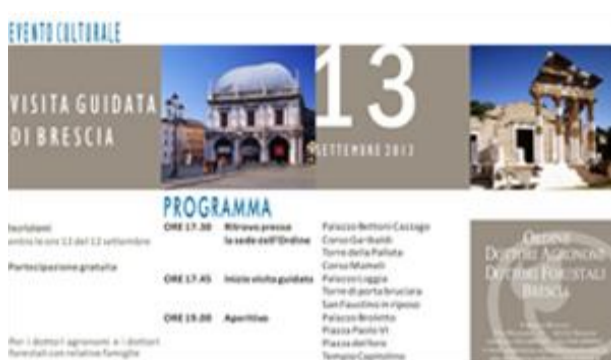 EVENTO CULTURALE
VISITA GUIDATA
DI BRESCIA
13
SETTEMBRE 2012
PROGRAMMA
Iscrizioni
entro le ore 12 del 12 settembre
Partecipazione gratuita
Per i dottori agronomi e i dottori
forestali con relative famiglie
ORE 17.30 Ritrovo presso
la sede dell'Ordine
ORE 17.45 Inizio visita guidata
ORE 19.00 Aperitivo
Palazzo Bettoni Cazzago
Corso Garibaldi
Torre della Pallata
Corso Mameli
Palazzo Loggia
Torre di porta bruciata
San Faustino in riposo
Palazzo Broletto
Piazza Paolo VI
Piazza del Foro
Tempio Capitolino
ORDINE
DOTTORI AGRONOMI
DOTTORI FORESTALI
BRESCIA